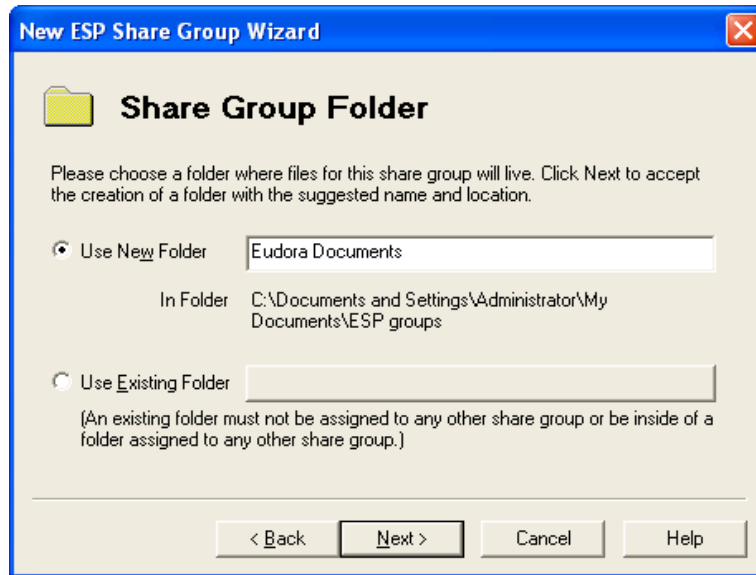 New ESP Share Group Wizard
Share Group Folder
Please choose a folder where files for this share group will live. Click Next to accept
the creation of a folder with the suggested name and location.
Use New Folder Eudora Documents
In Folder C:\Documents and Settings\Administrator\My
Documents\ESP groups
Use Existing Folder
(An existing folder must not be assigned to any other share group or be inside of a
folder assigned to any other share group.)
< Back Next > Cancel Help